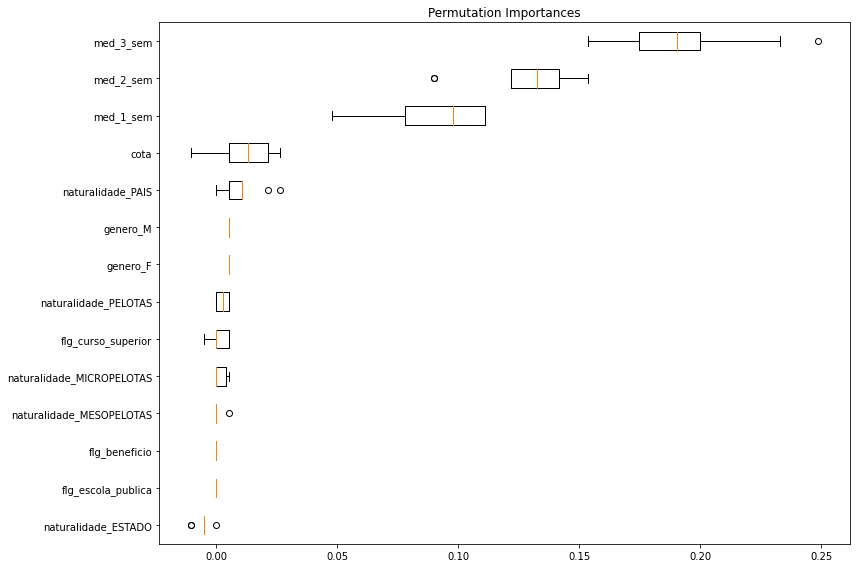 Permutation Importances
med_3_sem
med_2_sem
med_1_sem
cota
naturalidade_PAIS
genero_M
genero_F
naturalidade_PELOTAS
flg_curso_superior
naturalidade_MICROPELOTAS
naturalidade_MESOPELOTAS
flg_beneficio
flg_escola_publica
naturalidade_ESTADO
0.00 0.05 0.10 0.15 0.20 0.25